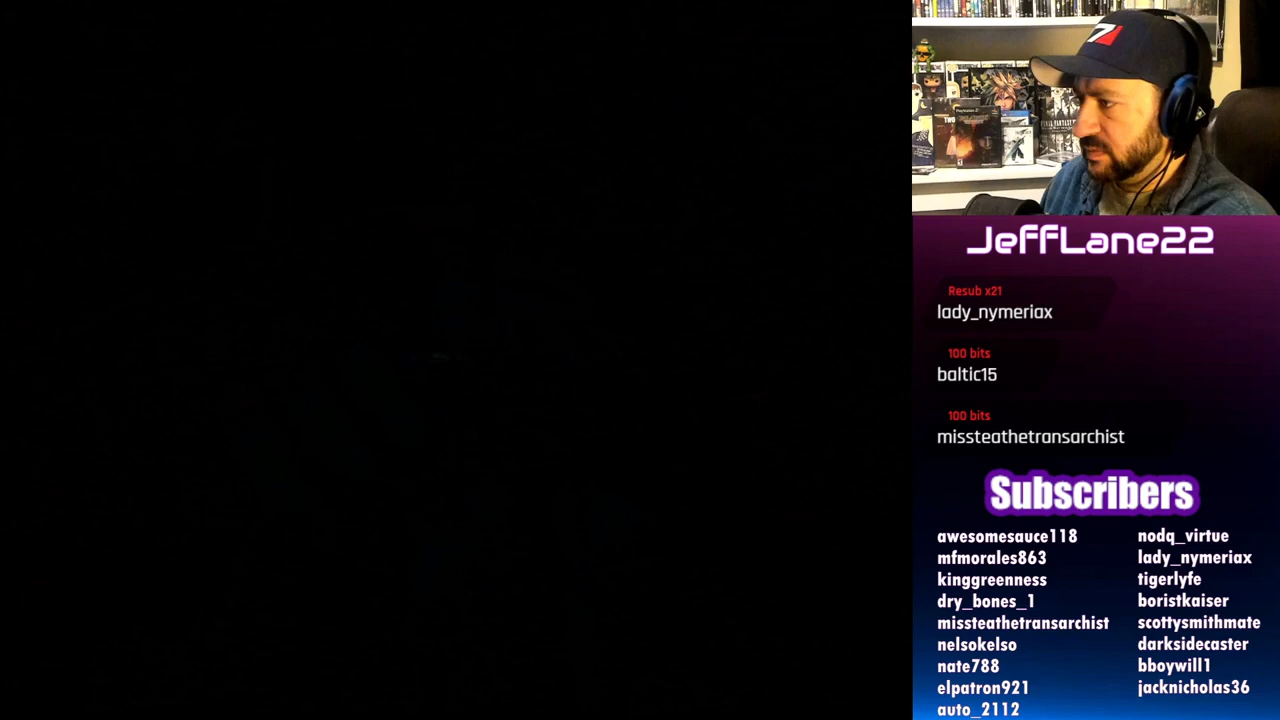 JeffLane22
Resub x21
lady_nymeriax
100 bits
baltic15
100 bits
missteathetransarchist
Subscribers
awesomesauce118
mfmorales863
kinggreenness
dry_bones_1
missteathetransarchist
nelsokelso
nate788
elpatron921
auto_2112
nodq_virtue
lady_nymeriax
tigerlyfe
boristkaiser
scottysmithmate
darksidecaster
bboywill1
jacknicholas36